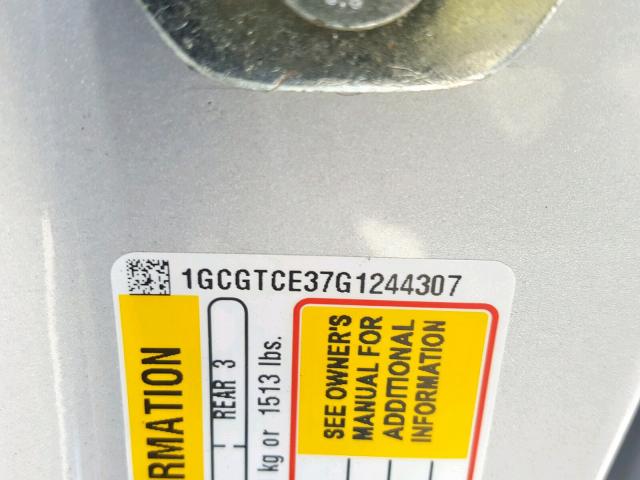 1GCGTCE37G1244307
RMATION
REAR 3
kg or 1513 lbs.
SEE OWNER'S
MANUAL FOR
ADDITIONAL
INFORMATION